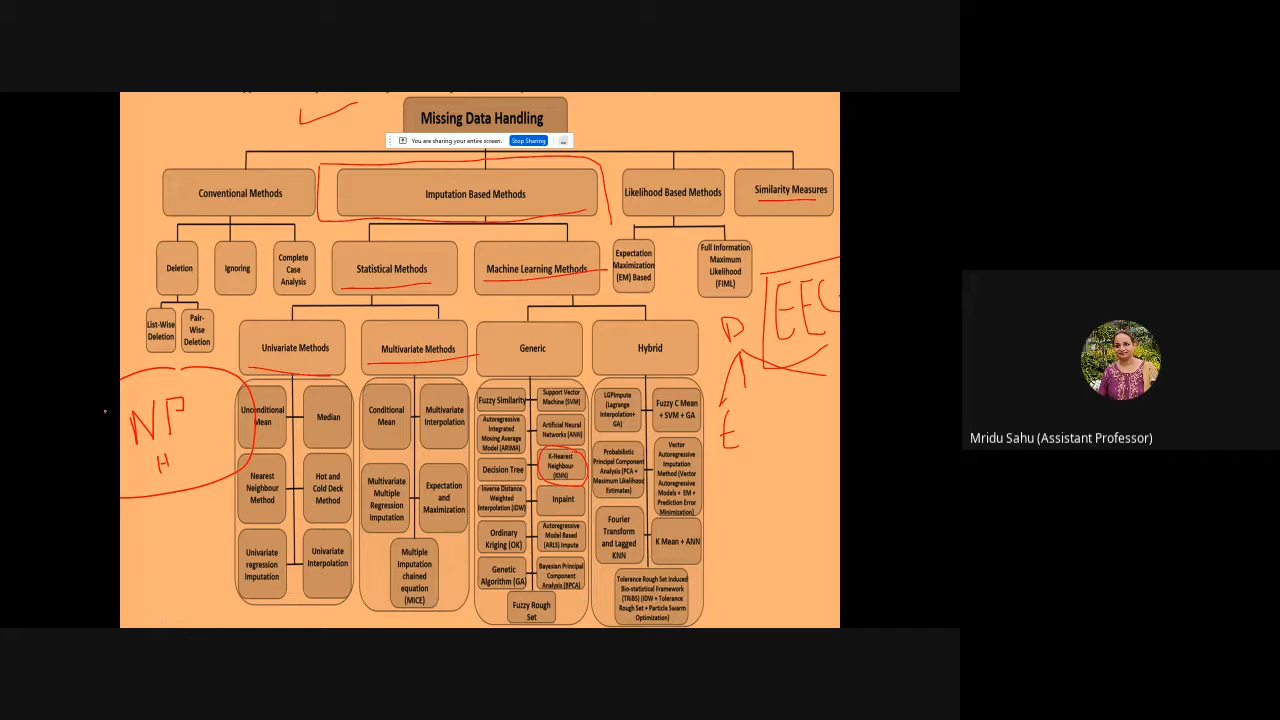 Missing Data Handling
You are sharing your entire screen.
Stop Sharing
Conventional Methods
Imputation Based Methods
Likelihood Based Methods
Similarity Measures
Deletion
Ignoring
Complete
Case
Analysis
Statistical Methods
Machine Learning Methods
Expectation
Maximization
(EM) Based
Full Information
Maximum
Likelihood
(FIML)
List-Wise
Deletion
Pair-
Wise
Deletion
Univariate Methods
Multivariate Methods
Generic
Hybrid
Unconditional
Mean
Median
Nearest
Neighbour
Method
Hot and
Cold Deck
Method
Univariate
regression
Imputation
Univariate
Interpolation
Conditional
Mean
Multivariate
Interpolation
Multivariate
Multiple
Regression
Imputation
Expectation
and
Maximization
Multiple
Imputation
chained
equation
(MICE)
Fuzzy Similarity
Support Vector
Machine (SVM)
Autoregressive
Integrated
Moving Average
Model (ARIMA)
Artificial Neural
Networks (ANN)
Decision Tree
K-Nearest
Neighbour
(KNN)
Inverse Distance
Weighted
Interpolation (IDW)
Inpaint
Ordinary
Kriging (OK)
Autoregressive
Model Based
(ARLS) Impute
Genetic
Algorithm (GA)
Bayesian Principal
Component
Analysis (BPCA)
Fuzzy Rough
Set
LGPImpute
(Lagrange
Interpolation+
GA)
Fuzzy C Mean
+ SVM + GA
Probabilistic
Principal Component
Analysis (PCA +
Maximum Likelihood
Estimates)
Vector
Autoregressive
Imputation
Method (Vector
Autoregressive
Models + EM +
Prediction Error
Minimization)
Fourier
Transform
and Lagged
KNN
K Mean + ANN
Tolerance Rough Set Induced
Bio-statistical Framework
(TRiBS) (IDW + Tolerance
Rough Set + Particle Swarm
Optimization)
NP
H
D
E
EEG
Mridu Sahu (Assistant Professor)